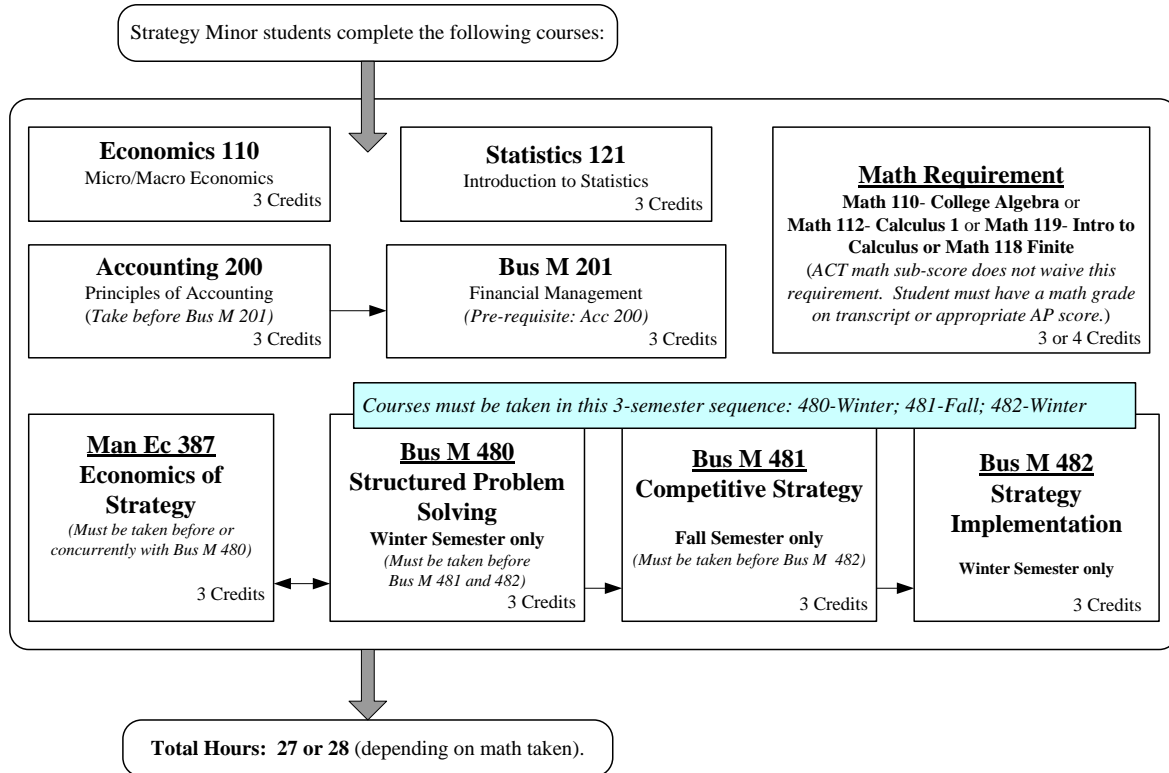 Strategy Minor students complete the following courses:
Economics 110
Micro/Macro Economics
3 Credits
Statistics 121
Introduction to Statistics
3 Credits
Math Requirement
Math 110- College Algebra or
Math 112- Calculus 1 or Math 119- Intro to
Calculus or Math 118 Finite
(ACT math sub-score does not waive this
requirement.  Student must have a math grade
on transcript or appropriate AP score.)
3 or 4 Credits
Accounting 200
Principles of Accounting
(Take before Bus M 201)
3 Credits
Bus M 201
Financial Management
(Pre-requisite: Acc 200)
3 Credits
Courses must be taken in this 3-semester sequence: 480-Winter; 481-Fall; 482-Winter
Man Ec 387
Economics of
Strategy
(Must be taken before or
concurrently with Bus M 480)
3 Credits
Bus M 480
Structured Problem
Solving
Winter Semester only
(Must be taken before
Bus M 481 and 482)
3 Credits
Bus M 481
Competitive Strategy
Fall Semester only
(Must be taken before Bus M  482)
3 Credits
Bus M 482
Strategy
Implementation
Winter Semester only
3 Credits
Total Hours:  27 or 28 (depending on math taken).